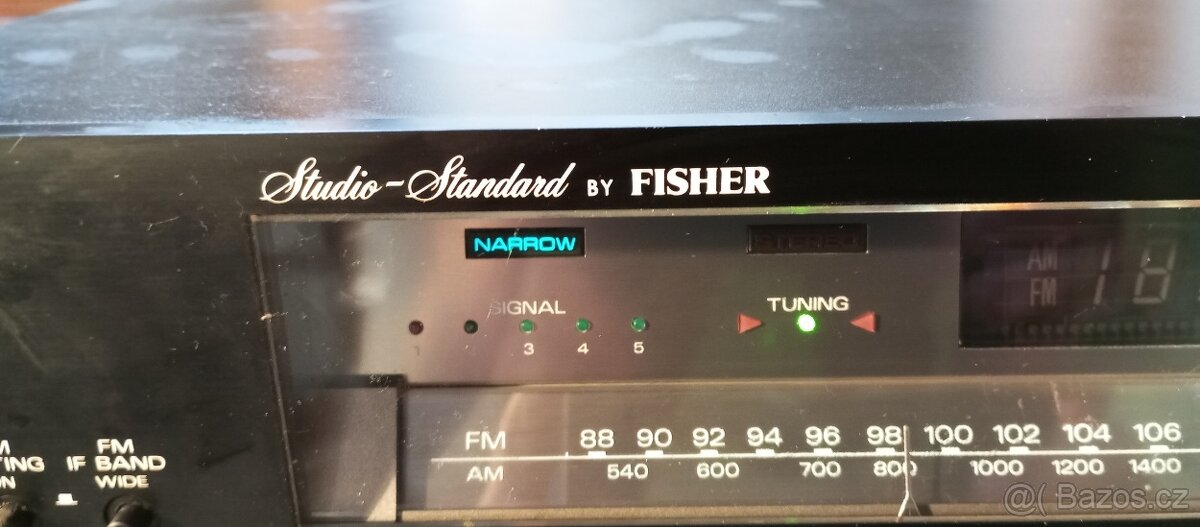 Studio-Standard BY FISHER
NARROW
STEREO
AM
FM
18
SIGNAL
TUNING
1 3 4 5
FM 88 90 92 94 96 98 100 102 104 106
AM 540 600 700 800 1000 1200 1400
FM
IF BAND
WIDE
@( Bazoš.cz